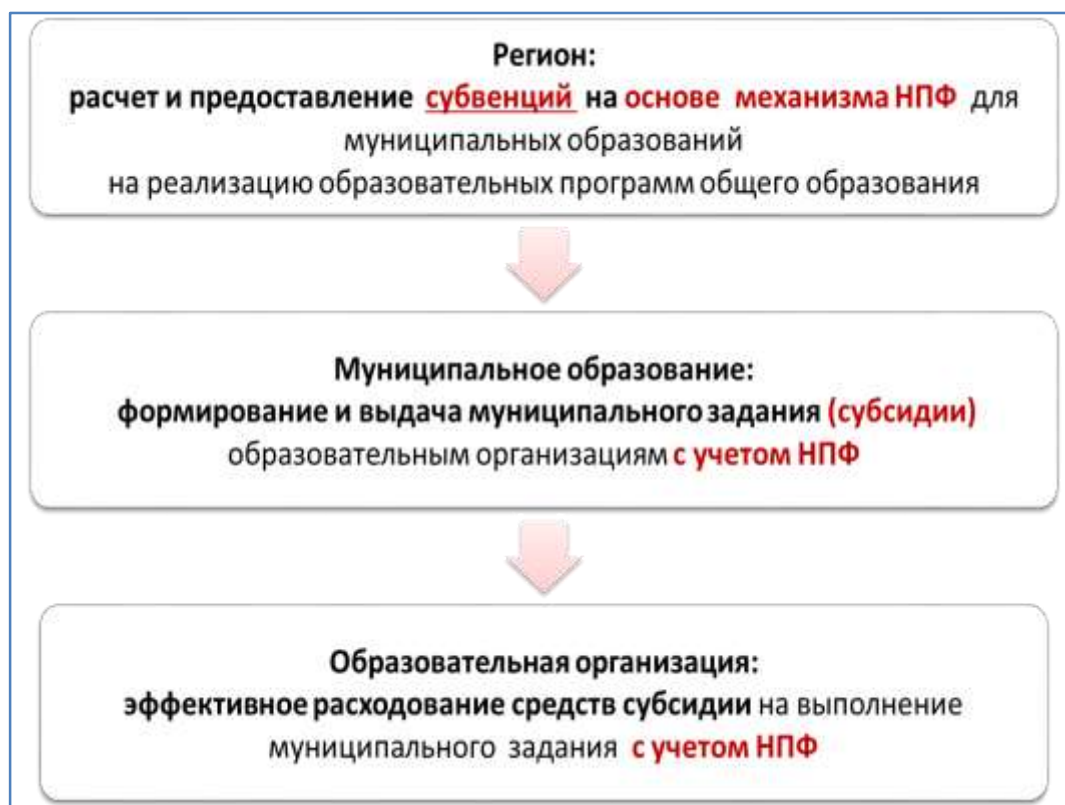 Регион:
расчет и предоставление субвенций на основе механизма НПФ для
муниципальных образований
на реализацию образовательных программ общего образования
Муниципальное образование:
формирование и выдача муниципального задания (субсидии)
образовательным организациям с учетом НПФ
Образовательная организация:
эффективное расходование средств субсидии на выполнение
муниципального задания с учетом НПФ